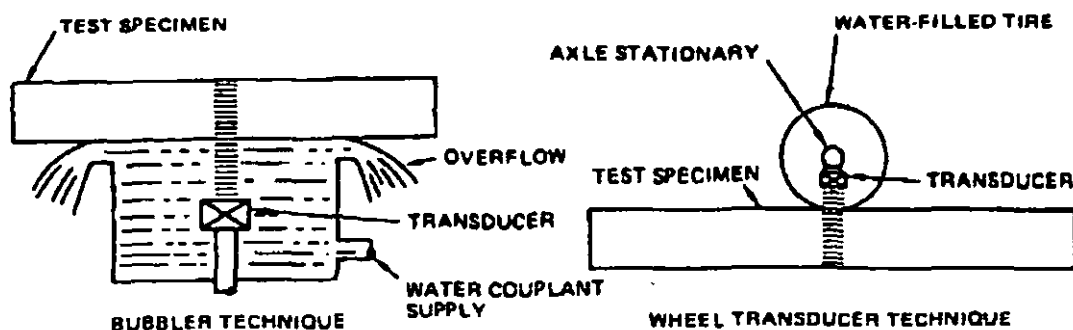 TEST SPECIMEN
OVERFLOW
TRANSDUCER
WATER COUPLANT
SUPPLY
BUBBLER TECHNIQUE
WATER-FILLED TIRE
AXLE STATIONARY
TEST SPECIMEN
TRANSDUCER
WHEEL TRANSDUCER TECHNIQUE